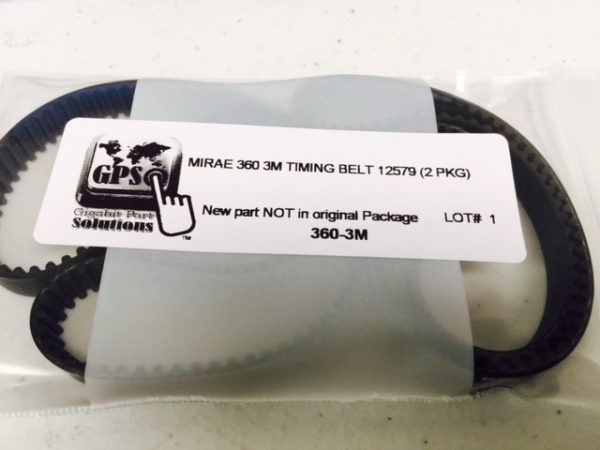 MIRAE 360 3M TIMING BELT 12579 (2 PKG)
GPS
Gigabit Part
Solutions
TM
New part NOT in original Package LOT# 1
360-3M